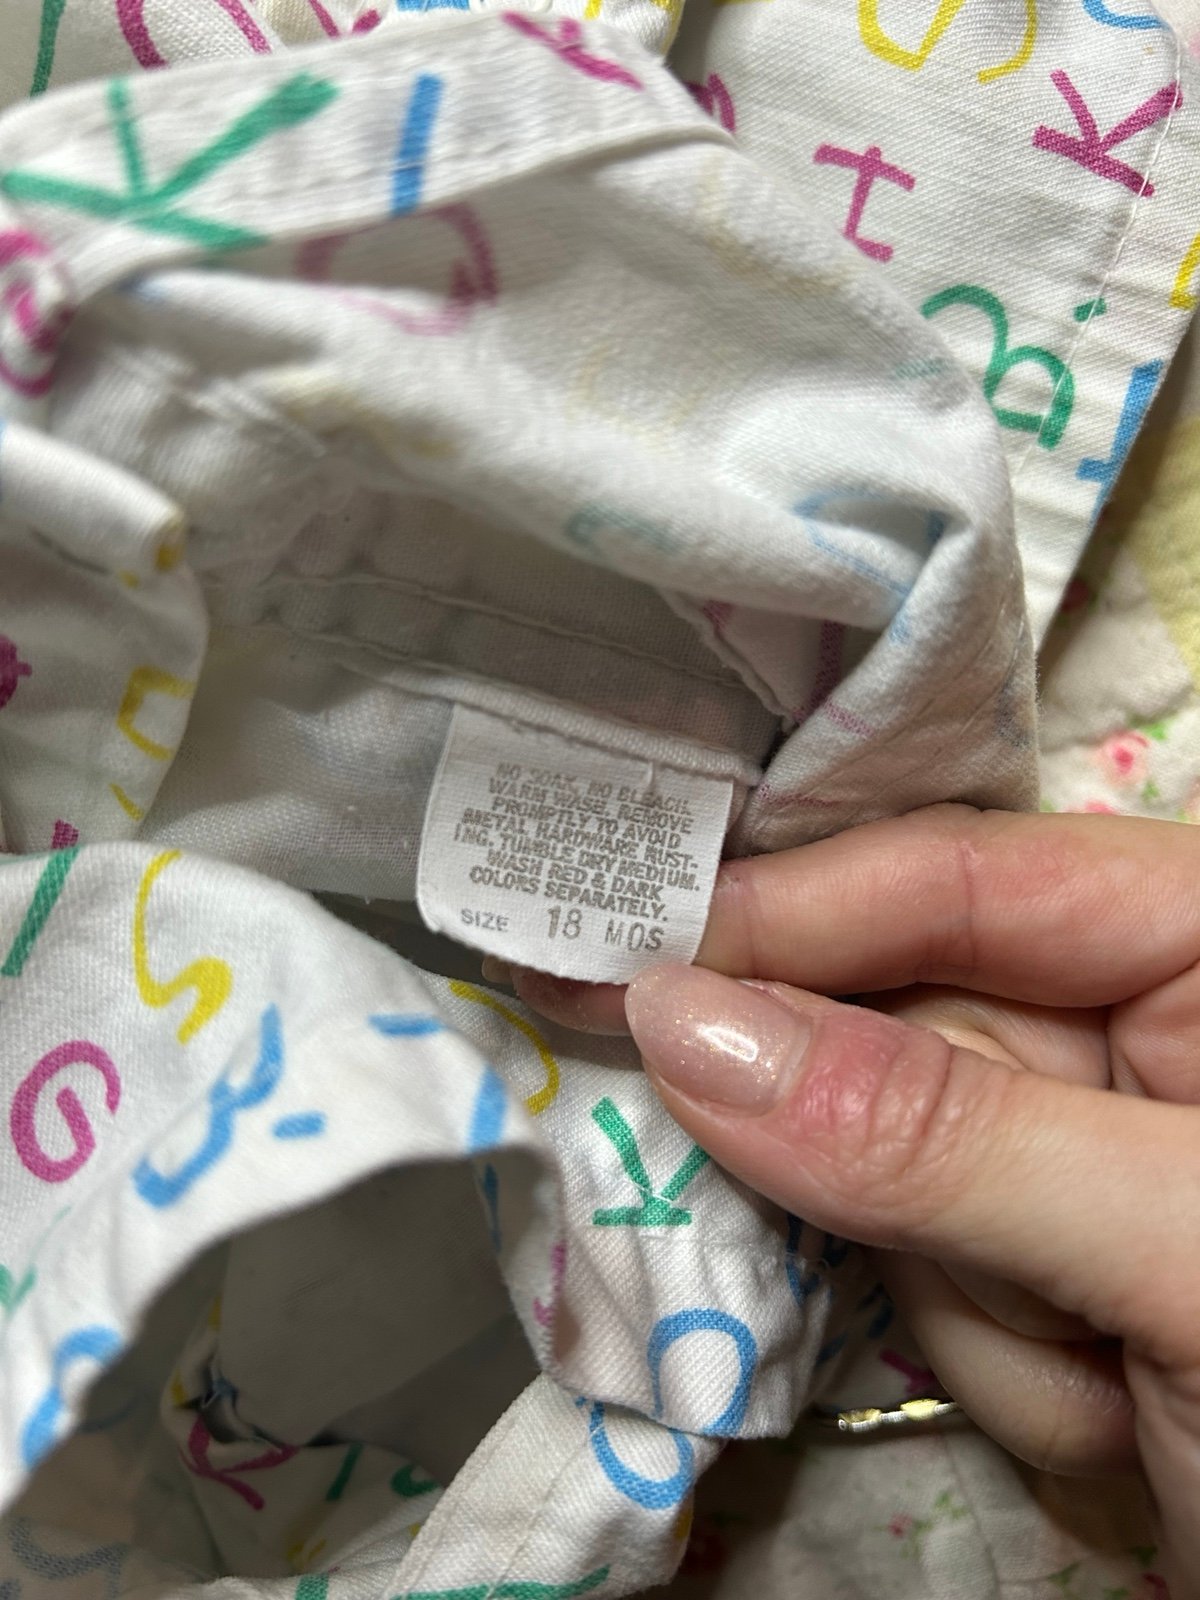 NO SOAK, NO BLEACH.
WARM WASH, REMOVE
PROMPTLY TO AVOID
METAL HARDWARE RUST-
ING. TUMBLE DRY MEDIUM.
WASH RED & DARK
COLORS SEPARATELY.
SIZE 18 MOS